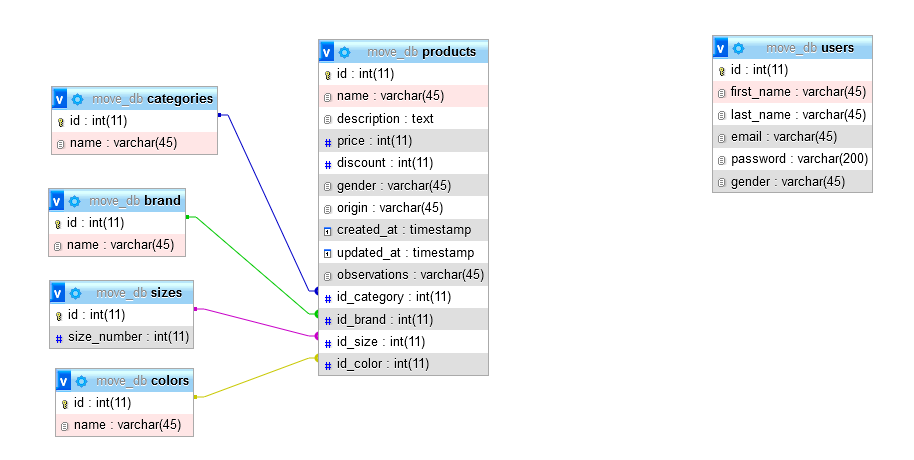 v move_db categories
id : int(11)
name : varchar(45)
v move_db brand
id : int(11)
name : varchar(45)
v move_db sizes
id : int(11)
# size_number : int(11)
v move_db colors
id : int(11)
name : varchar(45)
v move_db products
id : int(11)
name : varchar(45)
description : text
# price : int(11)
# discount : int(11)
gender : varchar(45)
origin : varchar(45)
created_at : timestamp
updated_at : timestamp
observations : varchar(45)
# id_category : int(11)
# id_brand : int(11)
# id_size : int(11)
# id_color : int(11)
v move_db users
id : int(11)
first_name : varchar(45)
last_name : varchar(45)
email : varchar(45)
password : varchar(200)
gender : varchar(45)